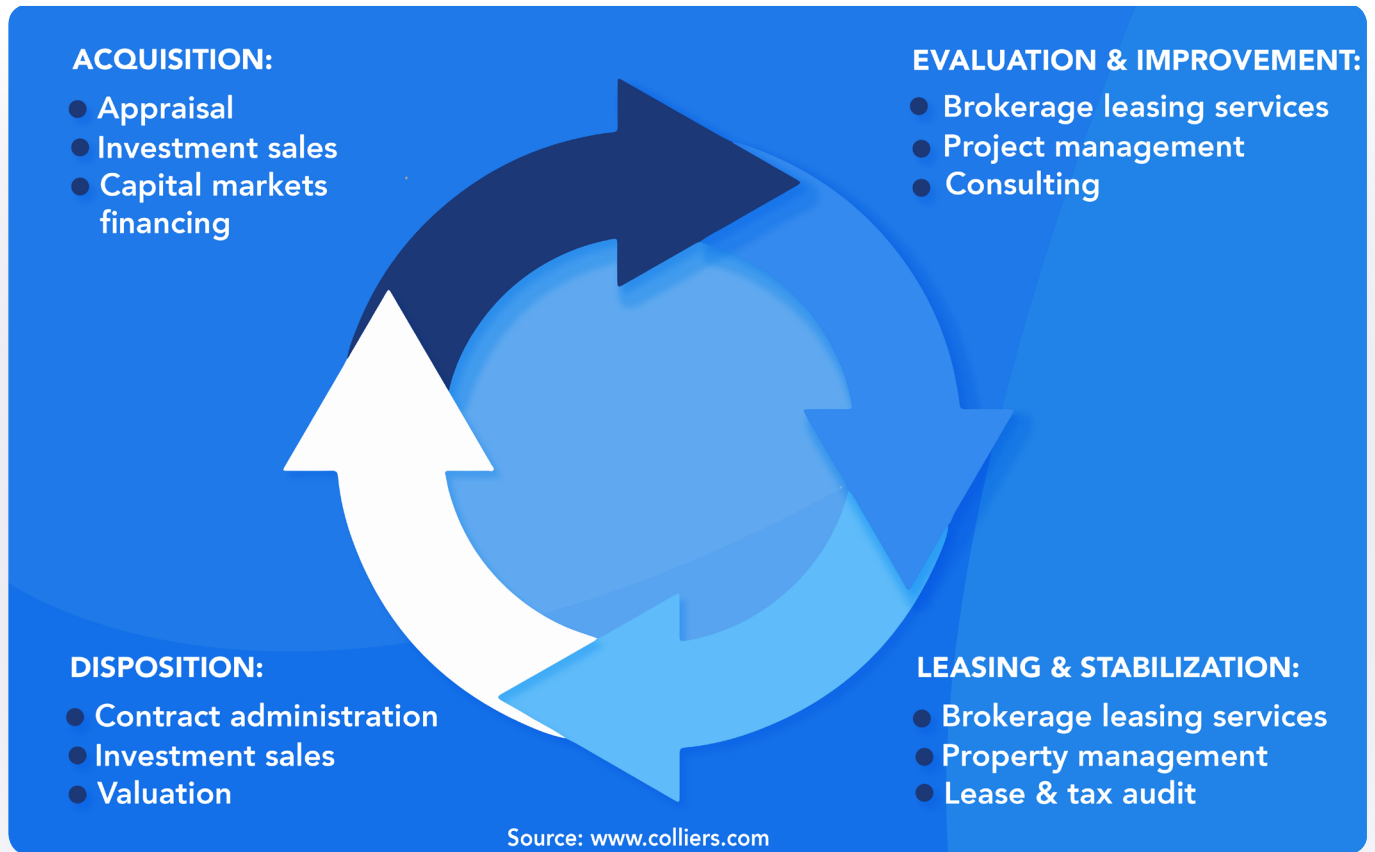 ACQUISITION:
Appraisal
Investment sales
Capital markets
financing
EVALUATION & IMPROVEMENT:
Brokerage leasing services
Project management
Consulting
DISPOSITION:
Contract administration
Investment sales
Valuation
LEASING & STABILIZATION:
Brokerage leasing services
Property management
Lease & tax audit
Source: www.colliers.com